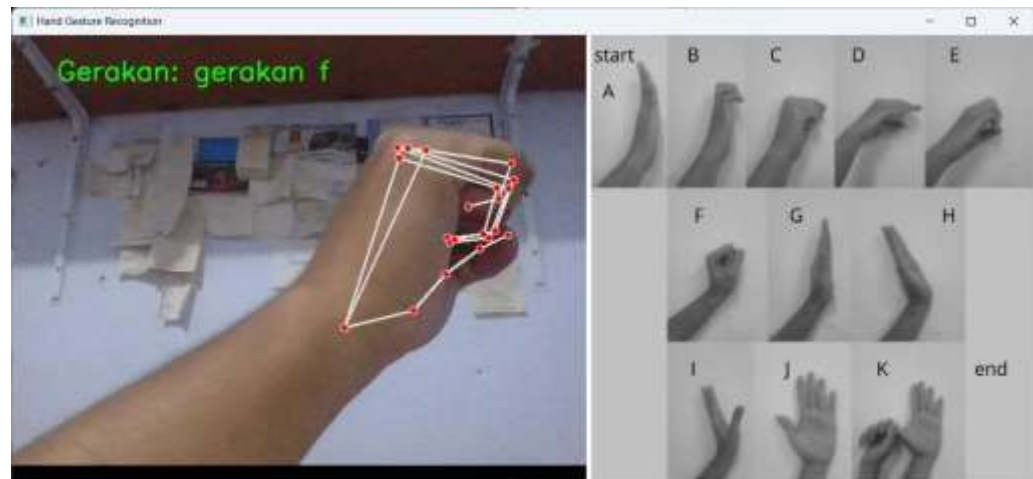 Hand Gesture Recognition
Gerakan: gerakan f
start
A
B
C
D
E
F
G
H
I
J
K
end